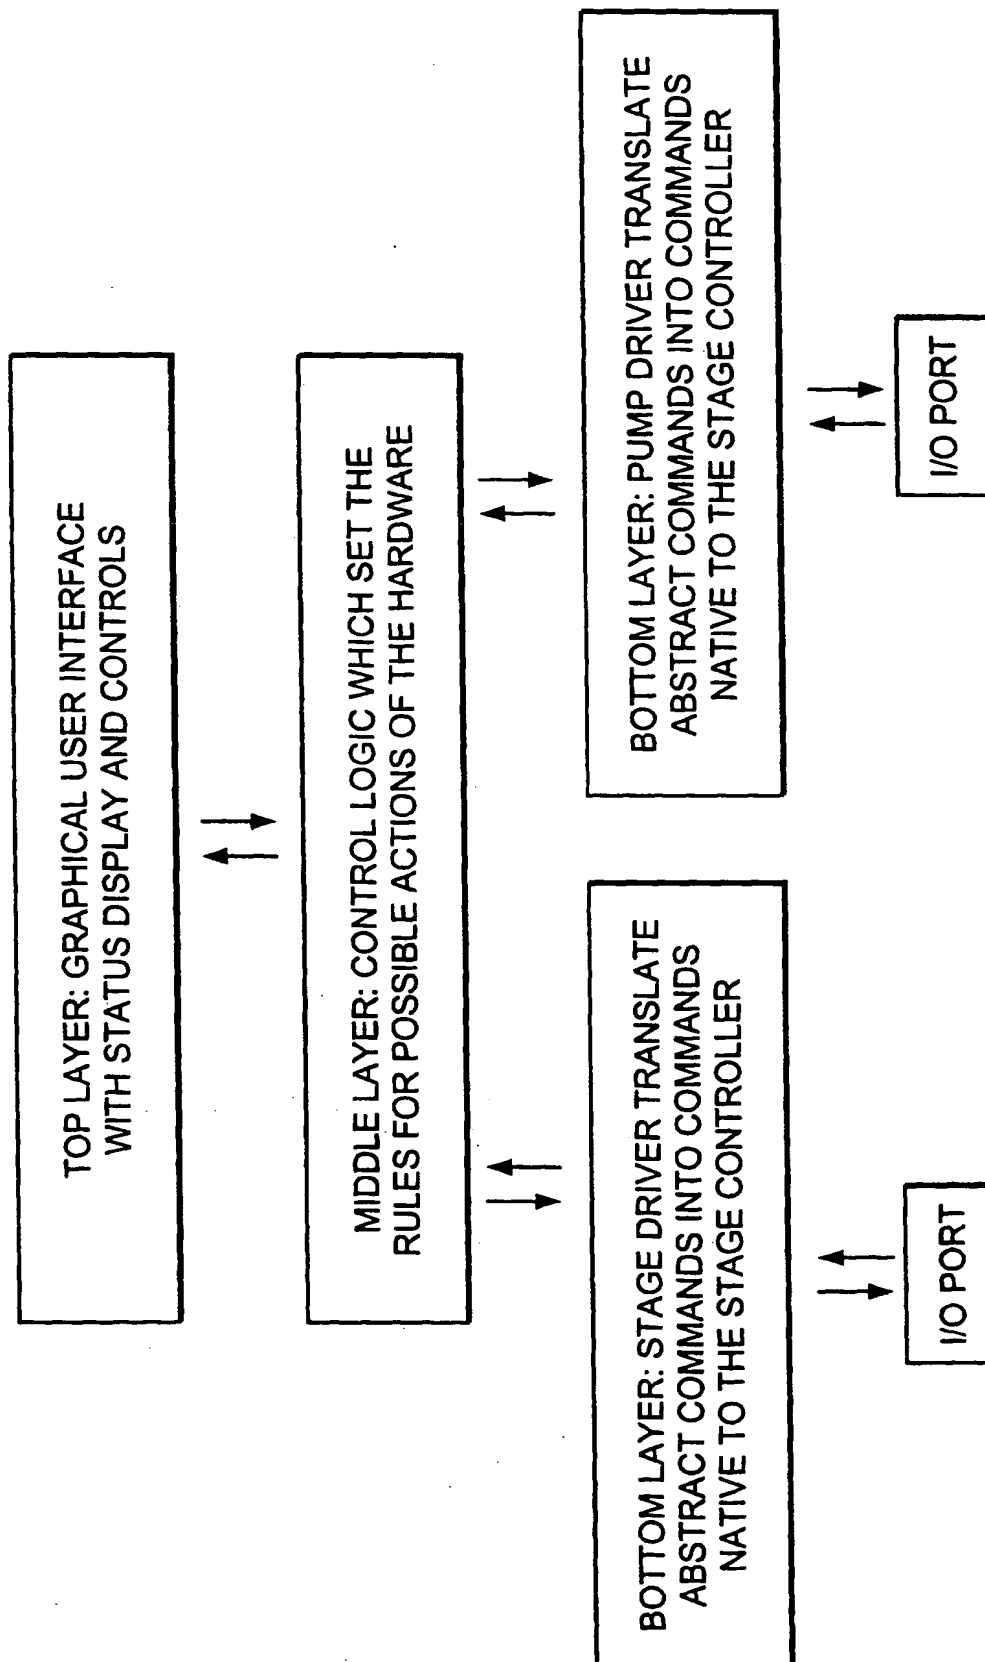 TOP LAYER: GRAPHICAL USER INTERFACE
WITH STATUS DISPLAY AND CONTROLS
MIDDLE LAYER: CONTROL LOGIC WHICH SET THE
RULES FOR POSSIBLE ACTIONS OF THE HARDWARE
BOTTOM LAYER: STAGE DRIVER TRANSLATE
ABSTRACT COMMANDS INTO COMMANDS
NATIVE TO THE STAGE CONTROLLER
BOTTOM LAYER: PUMP DRIVER TRANSLATE
ABSTRACT COMMANDS INTO COMMANDS
NATIVE TO THE STAGE CONTROLLER
I/O PORT
I/O PORT